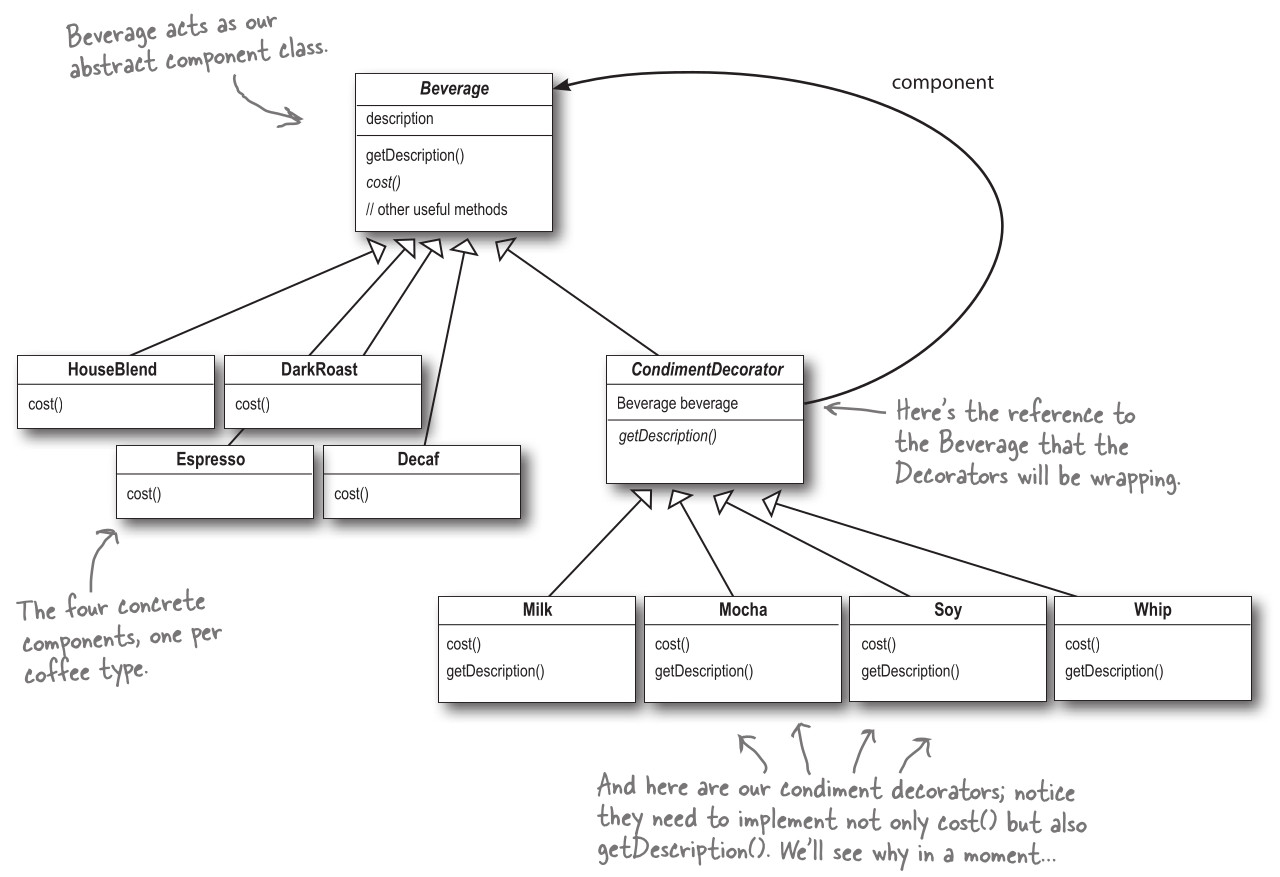 Beverage acts as our
abstract component class.
Beverage
description
getDescription()
cost()
// other useful methods
component
HouseBlend
cost()
DarkRoast
cost()
Espresso
cost()
Decaf
cost()
CondimentDecorator
Beverage beverage
getDescription()
Here's the reference to
the Beverage that the
Decorators will be wrapping.
The four concrete
components, one per
coffee type.
Milk
cost()
getDescription()
Mocha
cost()
getDescription()
Soy
cost()
getDescription()
Whip
cost()
getDescription()
And here are our condiment decorators; notice
they need to implement not only cost() but also
getDescription(). We'll see why in a moment...